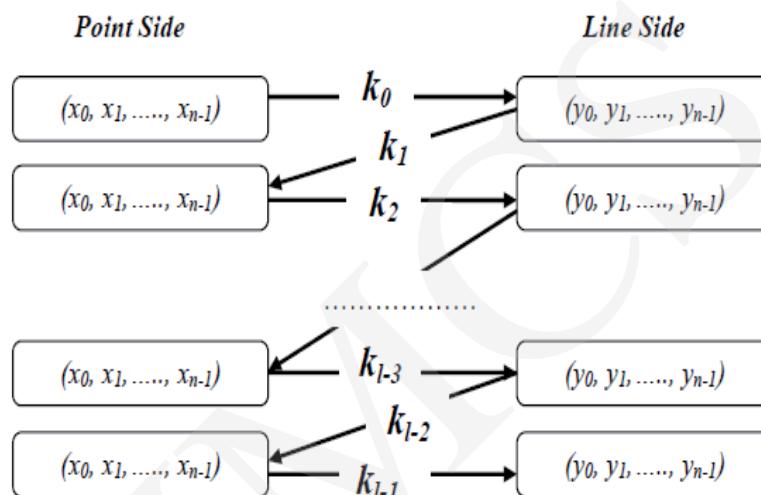 Point Side Line Side
(x0, x1, ....., xn-1) k0 (y0, y1, ....., yn-1)
k1
(x0, x1, ....., xn-1) k2 (y0, y1, ....., yn-1)
...................
(x0, x1, ....., xn-1) kl-3 (y0, y1, ....., yn-1)
kl-2
(x0, x1, ....., xn-1) kl-1 (y0, y1, ....., yn-1)
MCS